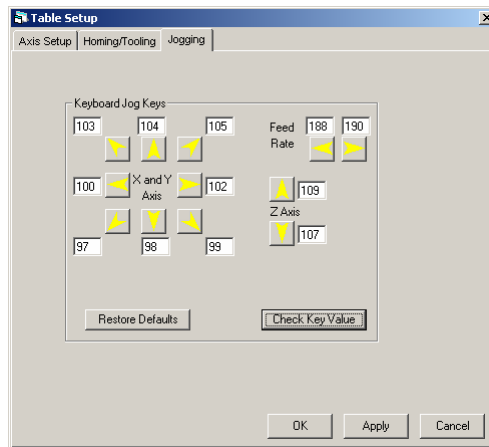 Table Setup
Axis Setup Homing/Tooling Jogging
Keyboard Jog Keys
103 104 105
Feed Rate 188 190
100 X and Y Axis 102
109
Z Axis
107
97 98 99
Restore Defaults Check Key Value
OK Apply Cancel